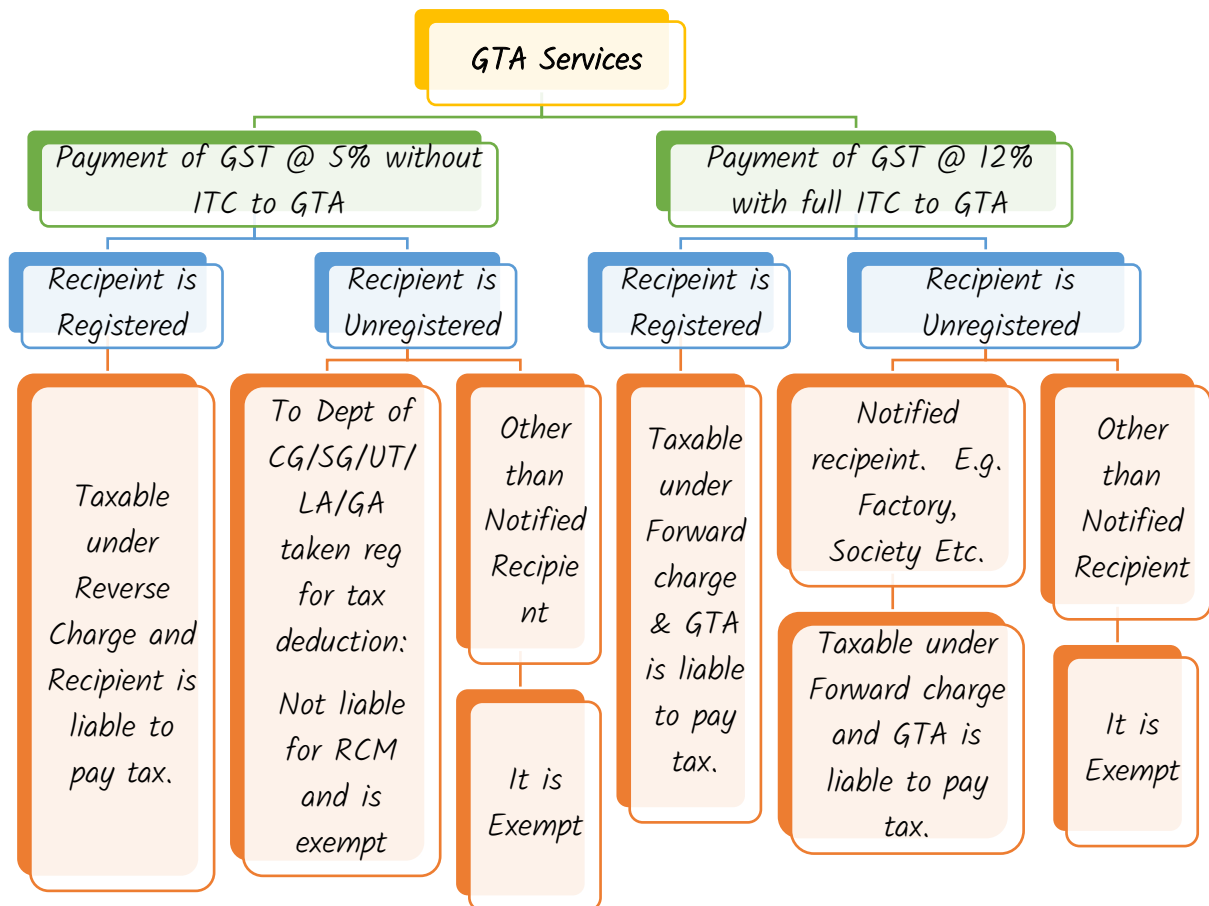 GTA Services
Payment of GST @ 5% without
ITC to GTA
Payment of GST @ 12%
with full ITC to GTA
Recipeint is
Registered
Recipient is
Unregistered
Recipeint is
Registered
Recipient is
Unregistered
Taxable
under
Reverse
Charge and
Recipient is
liable to
pay tax.
To Dept of
CG/SG/UT/
LA/GA
taken reg
for tax
deduction:
Not liable
for RCM
and is
exempt
Other
than
Notified
Recipie
nt
It is
Exempt
Taxable
under
Forward
charge
& GTA
is liable
to pay
tax.
Notified
recipeint. E.g.
Factory,
Society Etc.
Taxable under
Forward charge
and GTA is
liable to pay
tax.
Other
than
Notified
Recipient
It is
Exempt